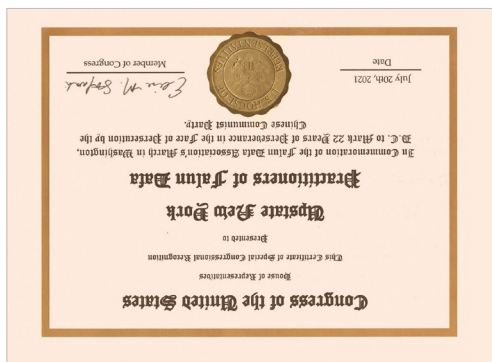 Congress of the United States
House of Representatives
This Certificate of Special Congressional Recognition
Presented to
Upstate New York
Practitioners of Falun Dafa
In Commemoration of the Falun Dafa Association's March in Washington,
D.C. to Mark 22 Years of Perseverance in the Face of Persecution by the
Chinese Communist Party.
July 20th, 2021
Date
Elise M. Stefanik
Member of Congress